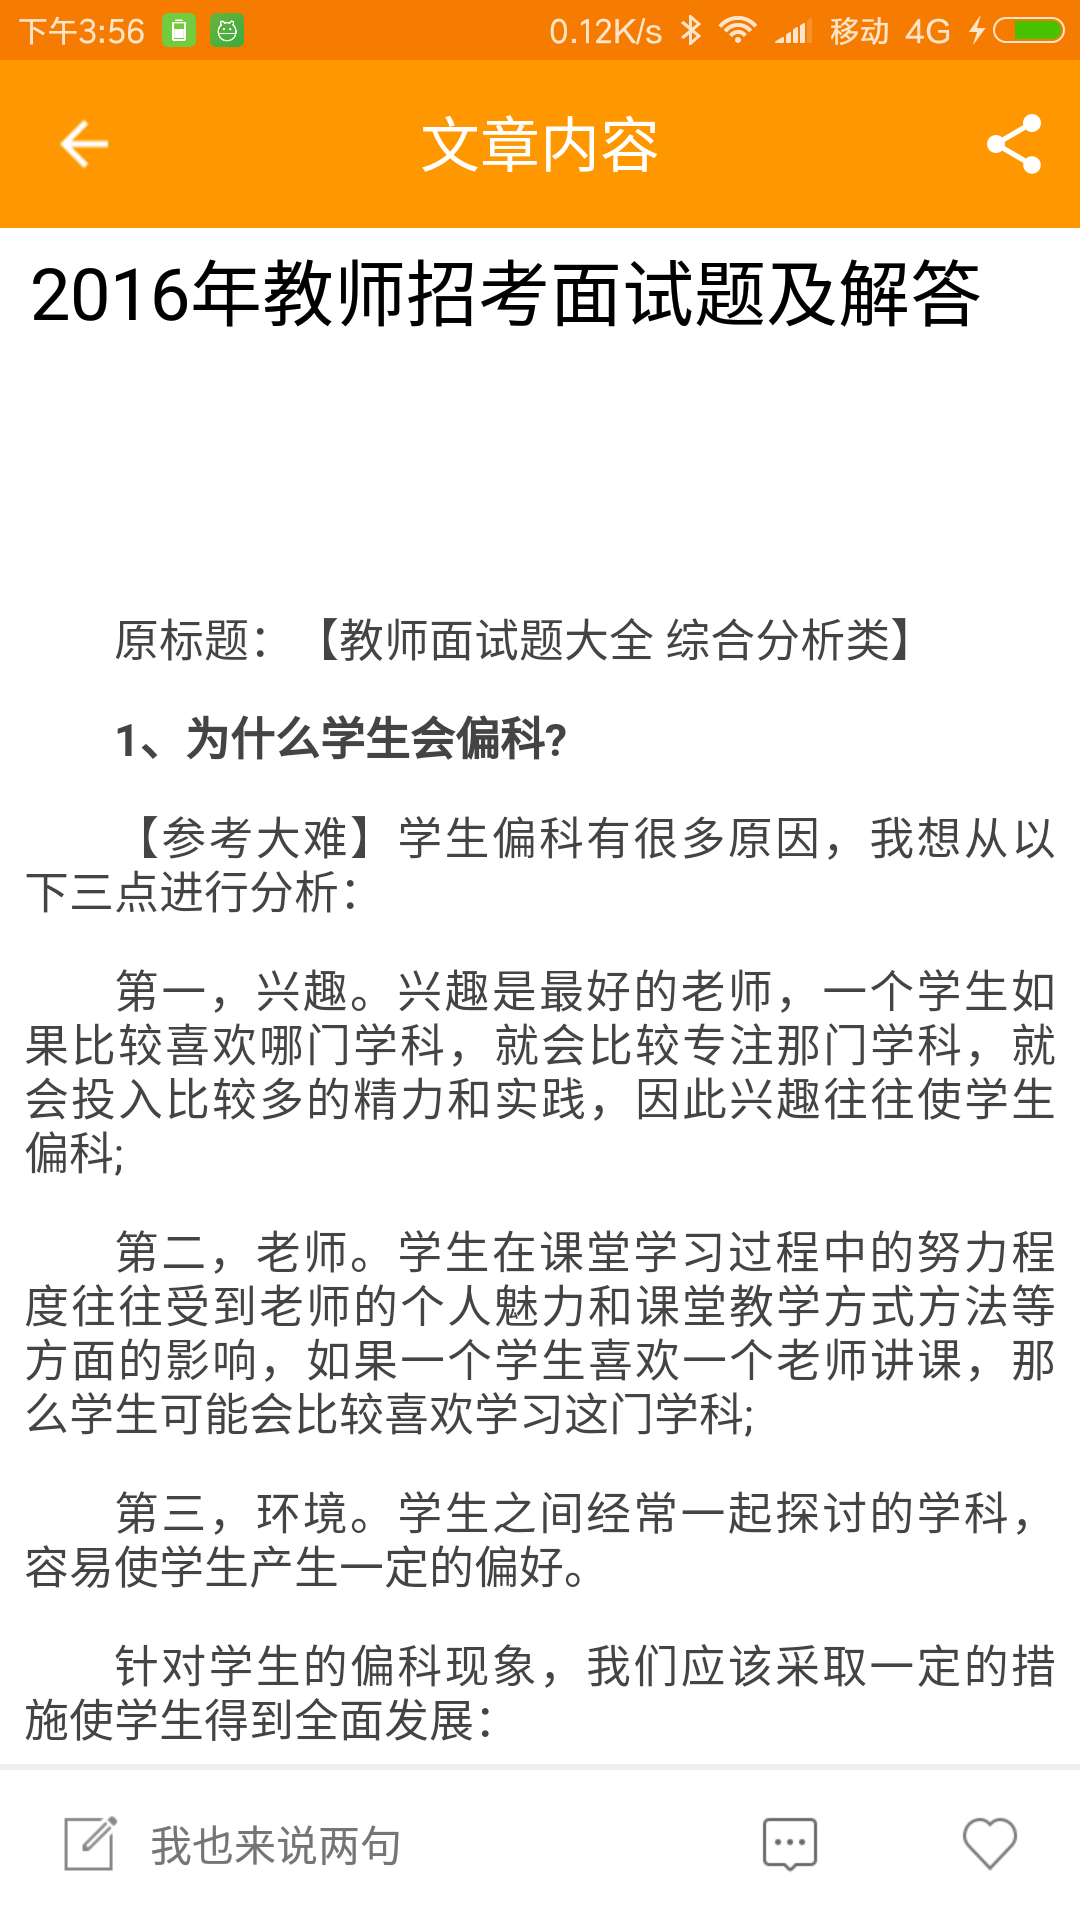 下午3:56 0.12K/s 移动 4G
文章内容
2016年教师招考面试题及解答
原标题：【教师面试题大全 综合分析类】
1、为什么学生会偏科?
【参考大难】学生偏科有很多原因，我想从以
下三点进行分析：
第一，兴趣。兴趣是最好的老师，一个学生如
果比较喜欢哪门学科，就会比较专注那门学科，就
会投入比较多的精力和实践，因此兴趣往往使学生
偏科;
第二，老师。学生在课堂学习过程中的努力程
度往往受到老师的个人魅力和课堂教学方式方法等
方面的影响，如果一个学生喜欢一个老师讲课，那
么学生可能会比较喜欢学习这门学科;
第三，环境。学生之间经常一起探讨的学科，
容易使学生产生一定的偏好。
针对学生的偏科现象，我们应该采取一定的措
施使学生得到全面发展：
我也来说两句